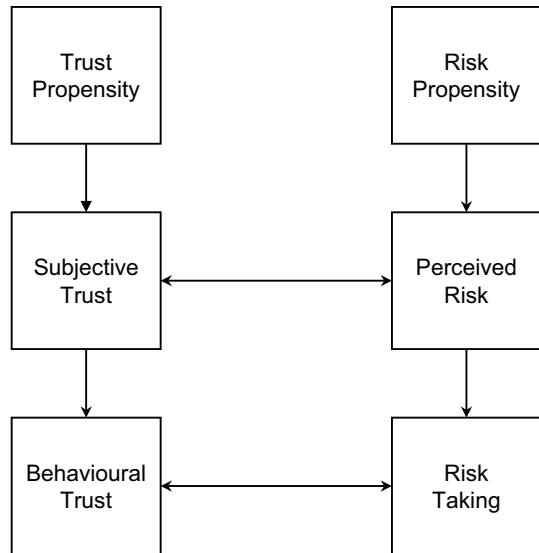 Trust
Propensity
Risk
Propensity
Subjective
Trust
Perceived
Risk
Behavioural
Trust
Risk
Taking